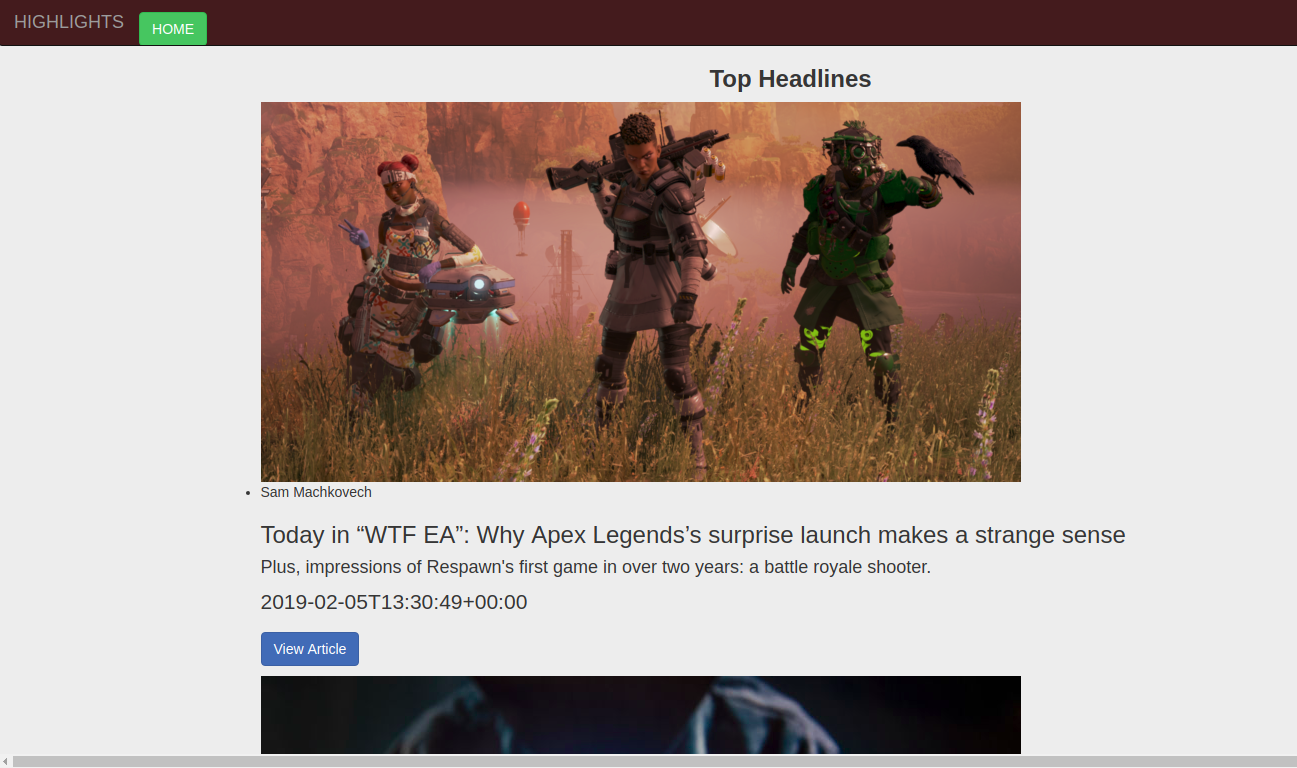 HIGHLIGHTS
HOME
Top Headlines
Sam Machkovech
Today in “WTF EA”: Why Apex Legends’s surprise launch makes a strange sense
Plus, impressions of Respawn's first game in over two years: a battle royale shooter.
2019-02-05T13:30:49+00:00
View Article